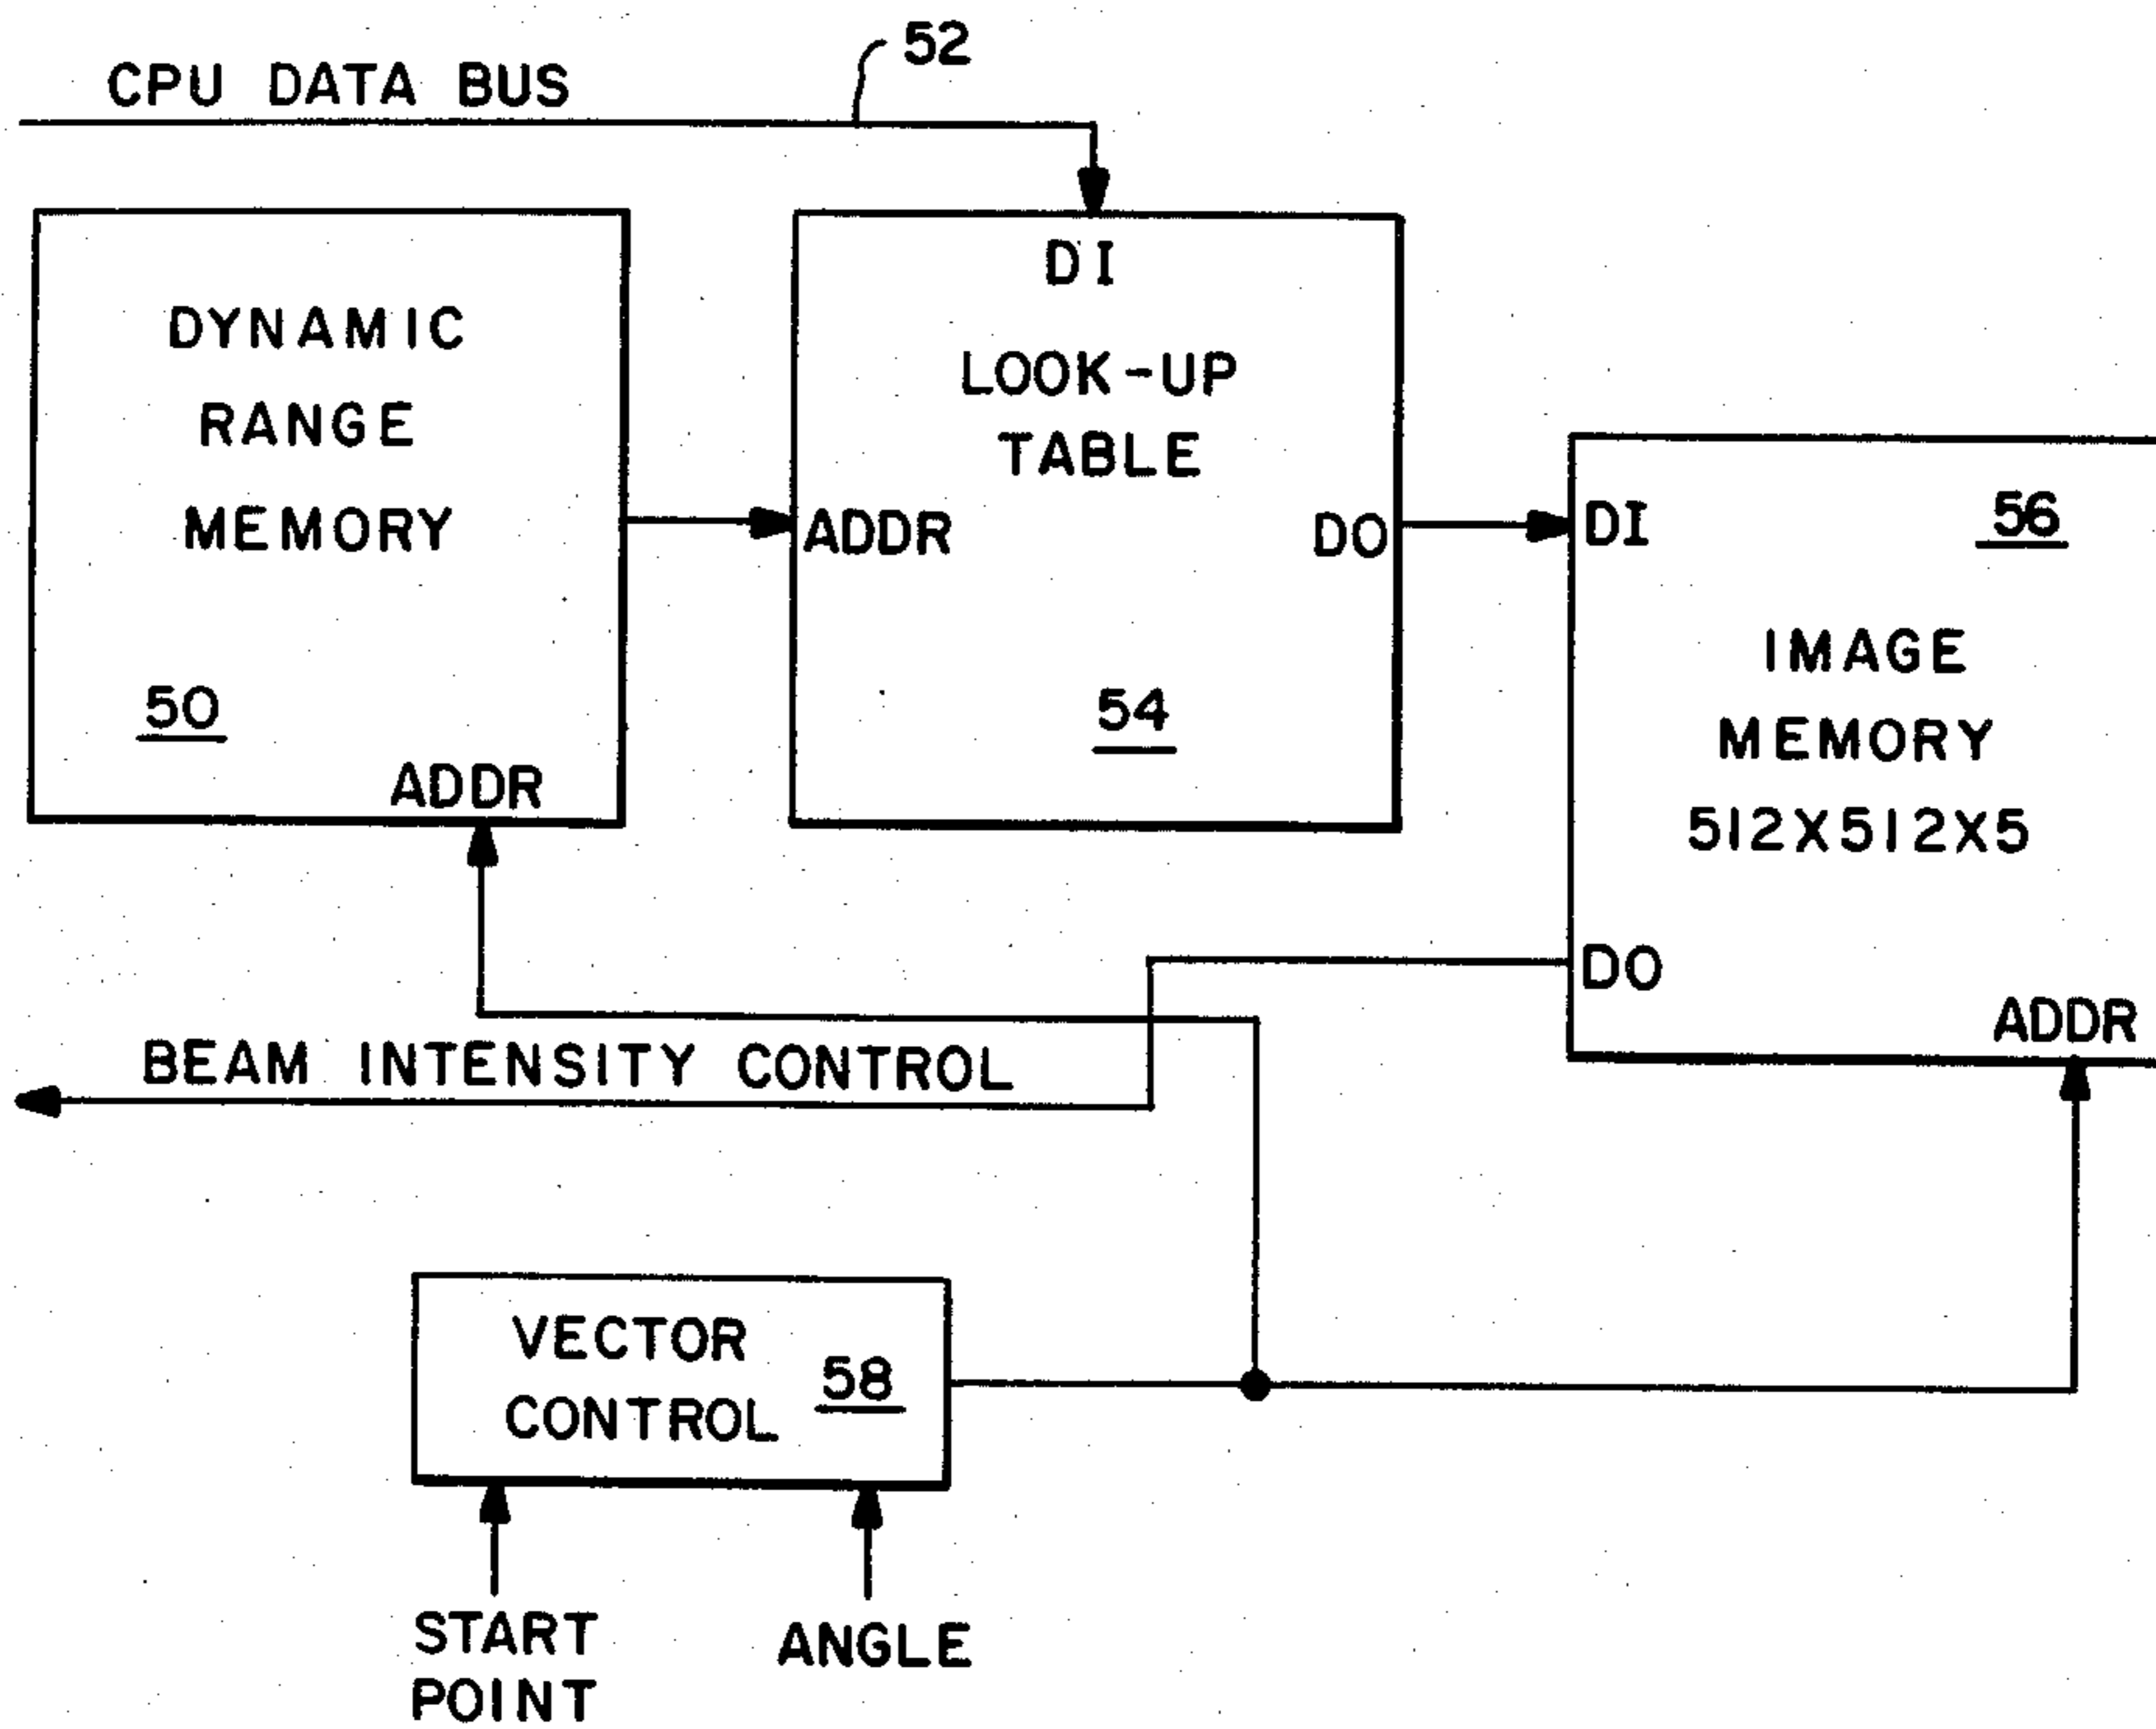 52
CPU DATA BUS
DYNAMIC
RANGE
MEMORY
50
ADDR
DI
LOOK-UP
TABLE
ADDR
DO
54
DI
56
IMAGE
MEMORY
512X512X5
DO
ADDR
BEAM INTENSITY CONTROL
VECTOR
CONTROL
58
START
POINT
ANGLE